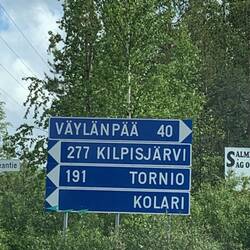 VÄYLÄNPÄÄ 40
277 KILPISJÄRVI
191 TORNIO
KOLARI